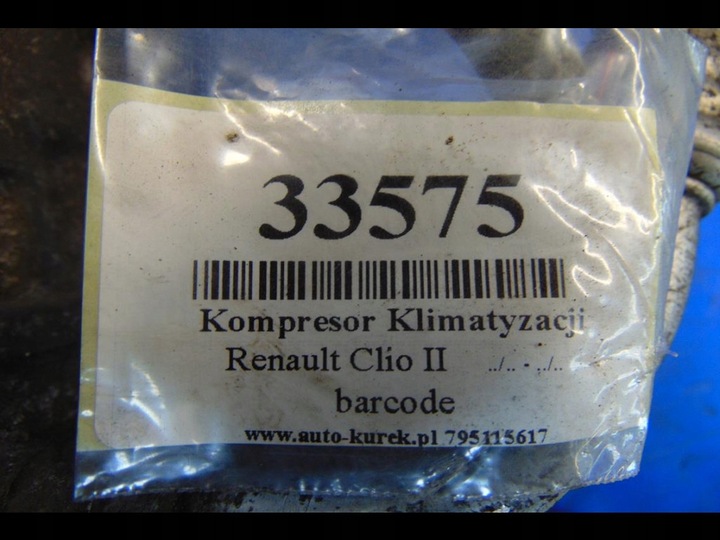 33575
Kompresor Klimatyzacji
Renault Clio II ../.. - ../..
barcode
www.auto-kurek.pl 795115617